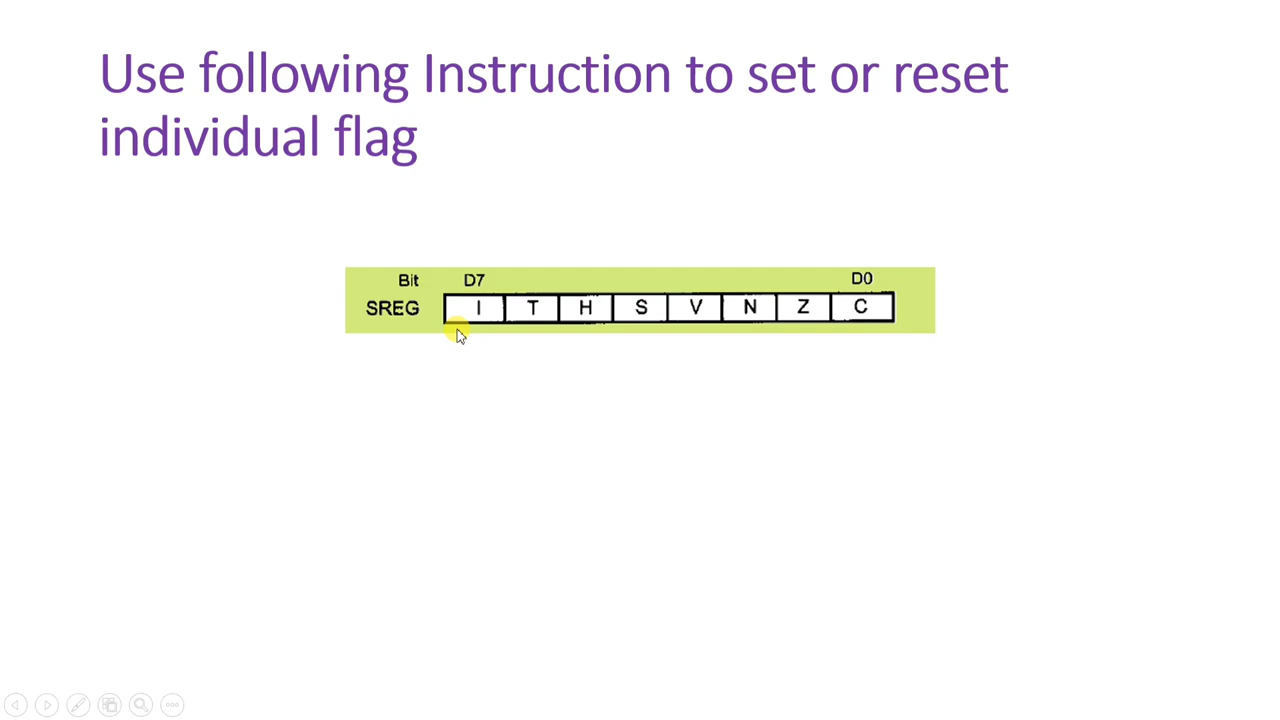 Use following Instruction to set or reset
individual flag
Bit D7 D0
SREG I T H S V N Z C